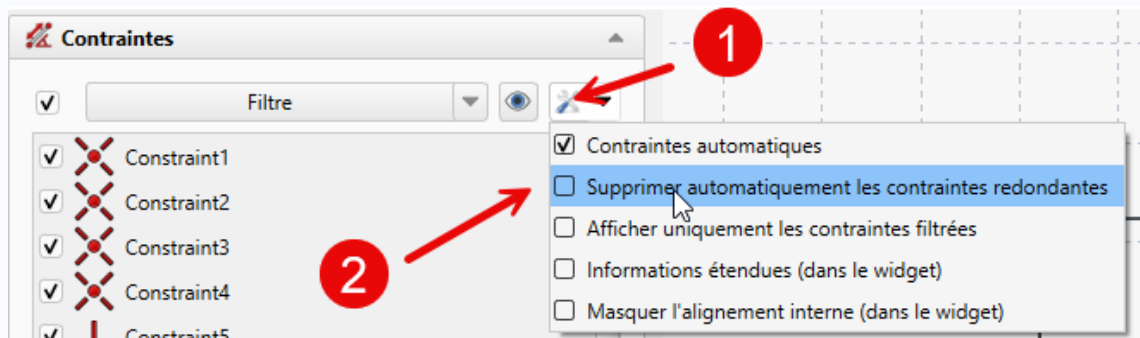 Contraintes
1
Filtre
Contraintes automatiques
Constraint1
Supprimer automatiquement les contraintes redondantes
Constraint2
Afficher uniquement les contraintes filtrées
Constraint3
2
Informations étendues (dans le widget)
Constraint4
Masquer l'alignement interne (dans le widget)
Constraint5